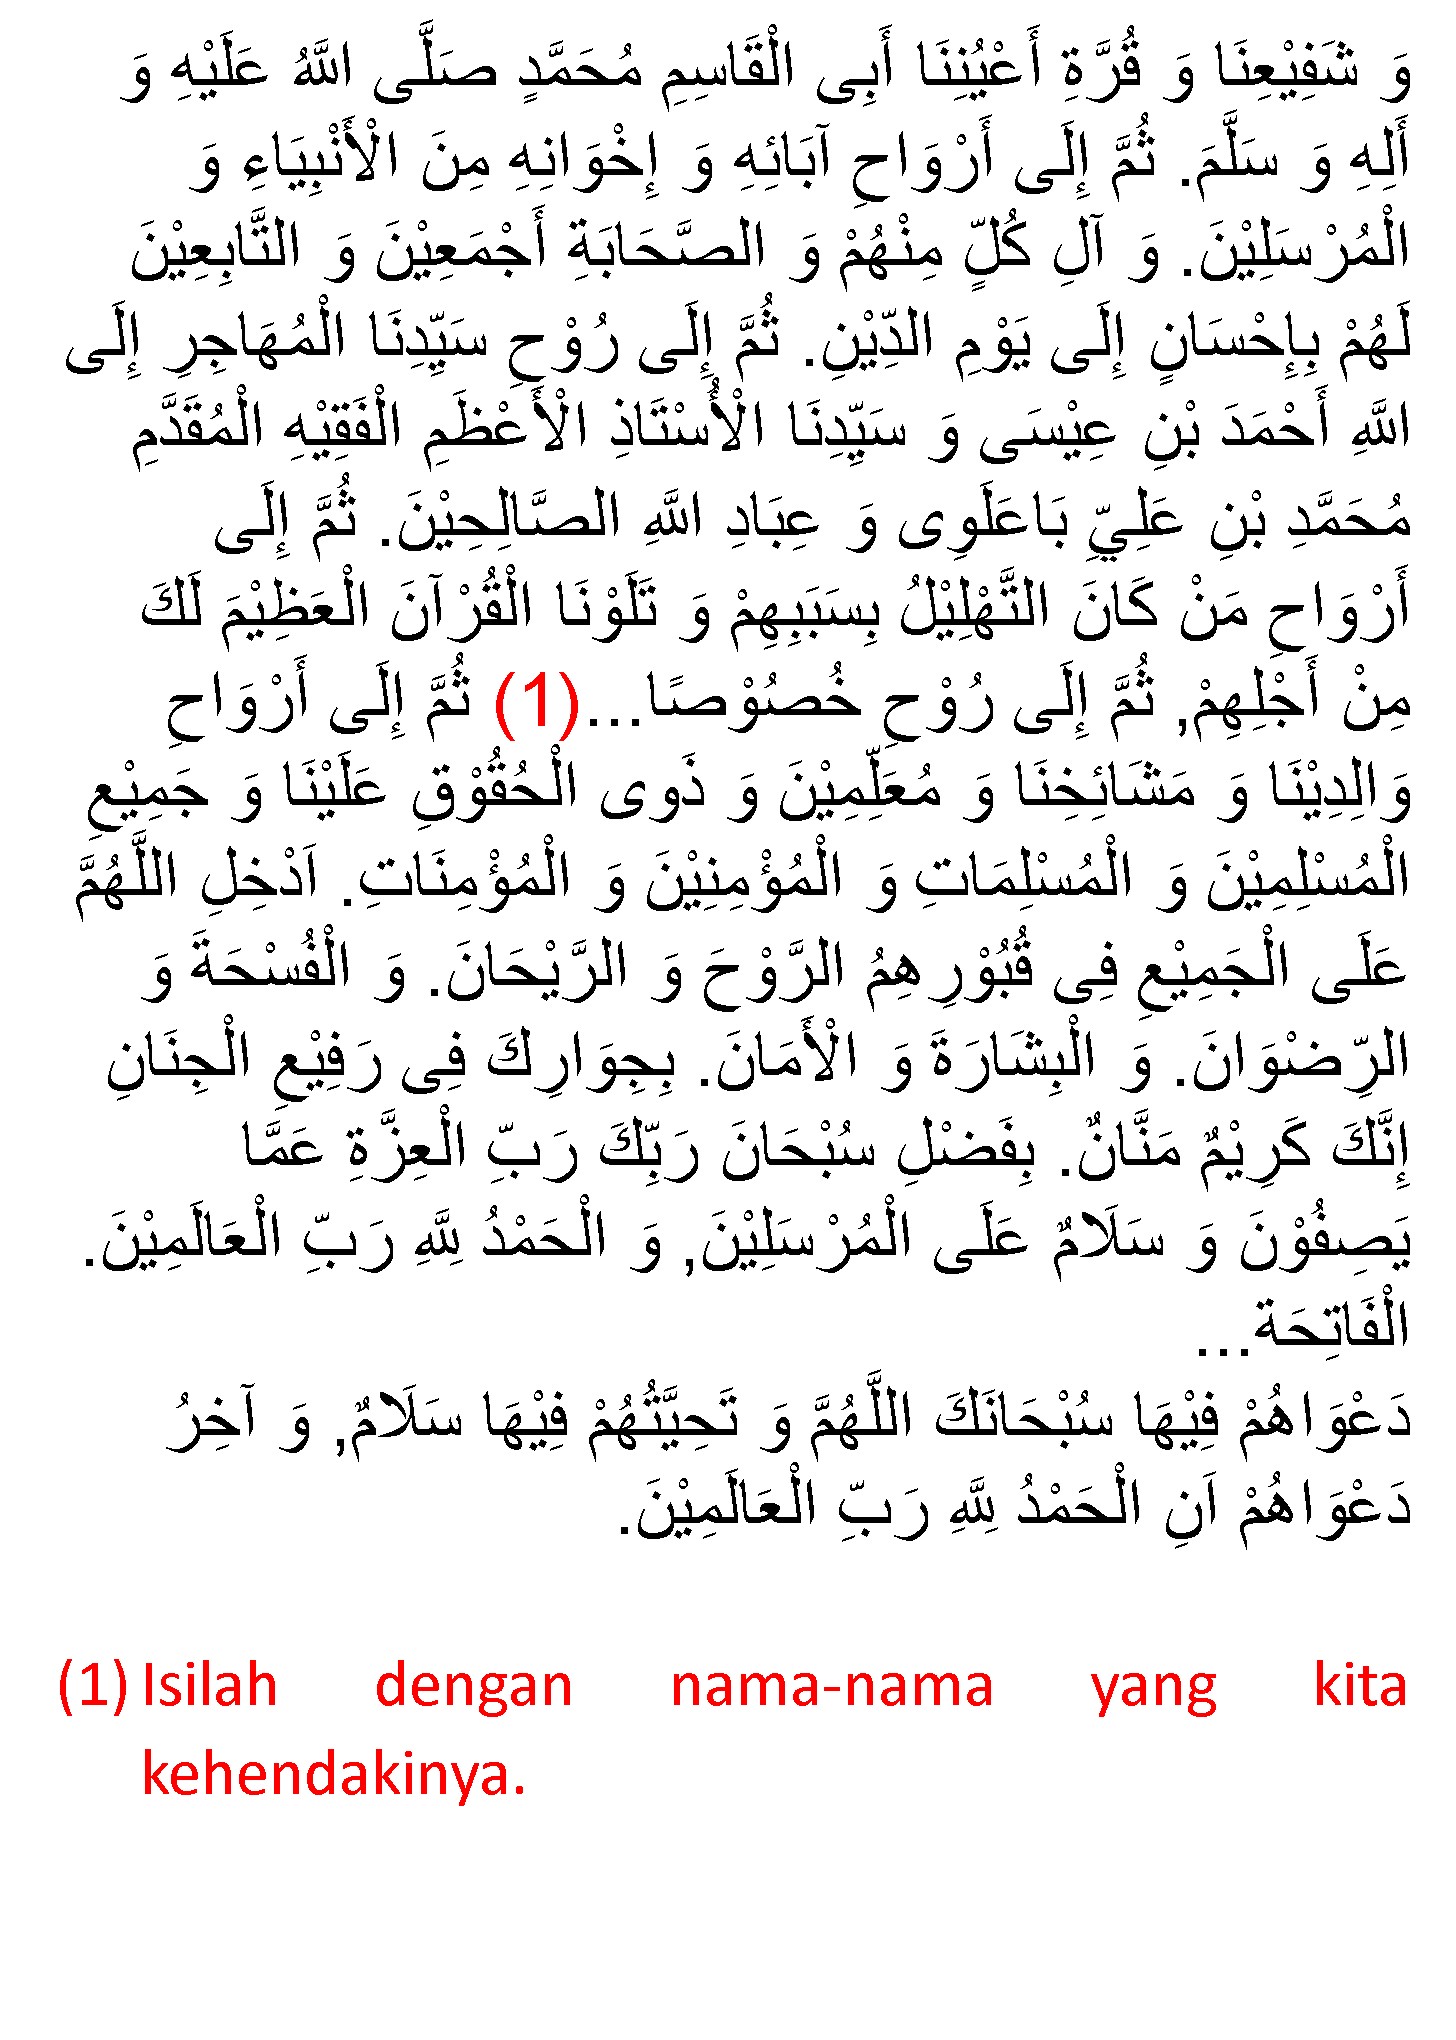 وَ شَفِيْعِنَا وَ قُرَّةِ أَعْيُنِنَا أَبِى الْقَاسِمِ مُحَمَّدٍ صَلَّى اللَّهُ عَلَيْهِ وَ
أَلِهِ وَ سَلَّمَ. ثُمَّ إِلَى أَرْوَاحِ آبَائِهِ وَ إِخْوَانِهِ مِنَ الْأَنْبِيَاءِ وَ
الْمُرْسَلِيْنَ. وَ آلِ كُلٍّ مِنْهُمْ وَ الصَّحَابَةِ أَجْمَعِيْنَ وَ التَّابِعِيْنَ
لَهُمْ بِإِحْسَانٍ إِلَى يَوْمِ الدِّيْنِ. ثُمَّ إِلَى رُوْحِ سَيِّدِنَا الْمُهَاجِرِ إِلَى
اللَّهِ أَحْمَدَ بْنِ عِيْسَى وَ سَيِّدِنَا الْأُسْتَاذِ الْأَعْظَمِ الْفَقِيْهِ الْمُقَدَّمِ
مُحَمَّدِ بْنِ عَلِيِّ بَاعَلَوِى وَ عِبَادِ اللَّهِ الصَّالِحِيْنَ. ثُمَّ إِلَى
أَرْوَاحِ مَنْ كَانَ التَّهْلِيْلُ بِسَبَبِهِمْ وَ تَلَوْنَا الْقُرْآنَ الْعَظِيْمَ لَكَ
مِنْ أَجْلِهِمْ, ثُمَّ إِلَى رُوْحِ خُصُوْصًا...(1) ثُمَّ إِلَى أَرْوَاحِ
وَالِدِيْنَا وَ مَشَائِخِنَا وَ مُعَلِّمِيْنَ وَ ذَوى الْحُقُوْقِ عَلَيْنَا وَ جَمِيْعِ
الْمُسْلِمِيْنَ وَ الْمُسْلِمَاتِ وَ الْمُؤْمِنِيْنَ وَ الْمُؤْمِنَاتِ. اَدْخِلِ اللَّهُمَّ
عَلَى الْجَمِيْعِ فِى قُبُوْرِهِمُ الرَّوْحَ وَ الرَّيْحَانَ. وَ الْفُسْحَةَ وَ
الرِّضْوَانَ. وَ الْبِشَارَةَ وَ الْأَمَانَ. بِجِوَارِكَ فِى رَفِيْعِ الْجِنَانِ
إِنَّكَ كَرِيْمٌ مَنَّانٌ. بِفَضْلِ سُبْحَانَ رَبِّكَ رَبِّ الْعِزَّةِ عَمَّا
يَصِفُوْنَ وَ سَلَامٌ عَلَى الْمُرْسَلِيْنَ, وَ الْحَمْدُ لِلَّهِ رَبِّ الْعَالَمِيْنَ.
الْفَاتِحَة...
دَعْوَاهُمْ فِيْهَا سُبْحَانَكَ اللَّهُمَّ وَ تَحِيَّتُهُمْ فِيْهَا سَلَامٌ, وَ آخِرُ
دَعْوَاهُمْ اَنِ الْحَمْدُ لِلَّهِ رَبِّ الْعَالَمِيْنَ.
(1) Isilah dengan nama-nama yang kita
kehendakinya.